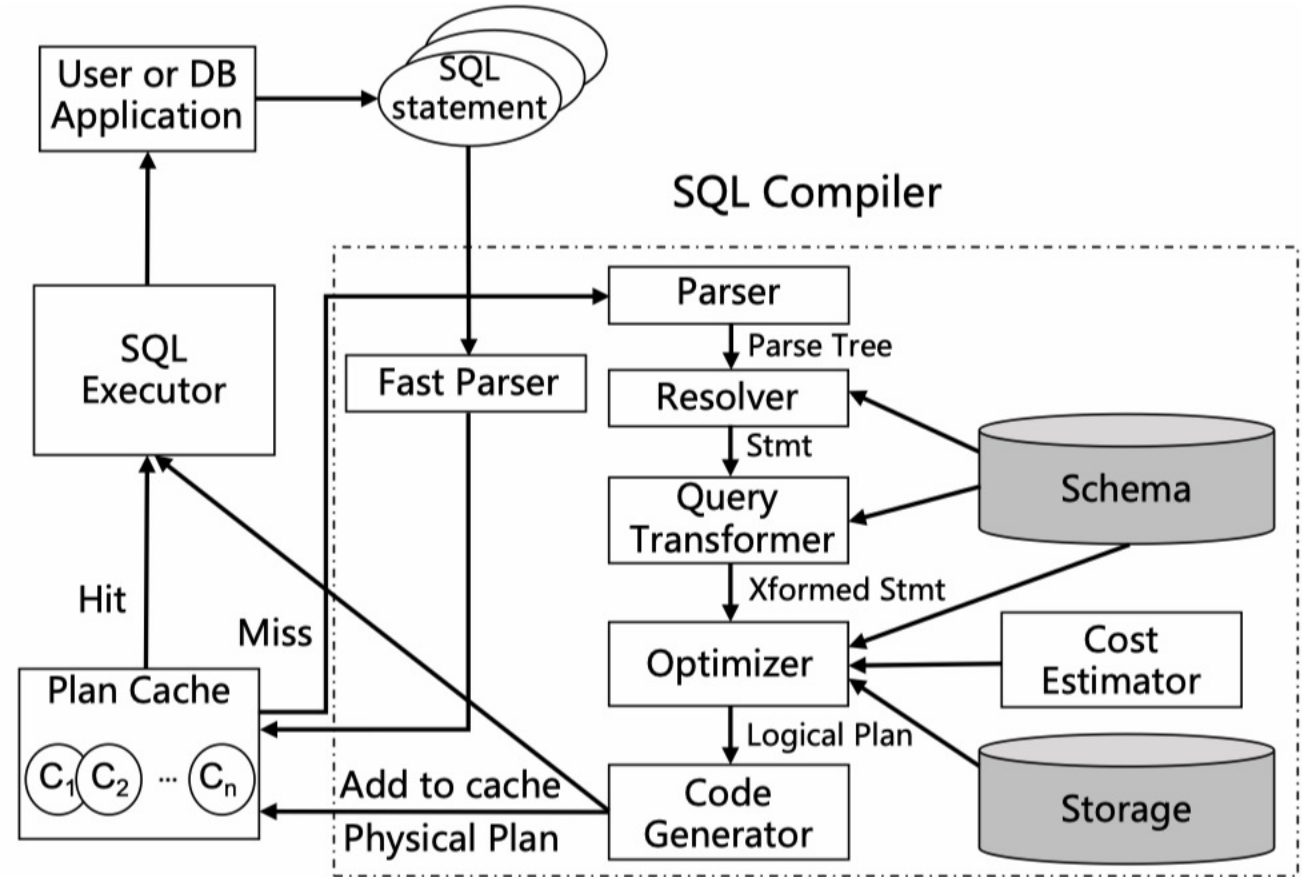 User or DB
Application
SQL
statement
SQL Compiler
Parser
Parse Tree
SQL
Executor
Fast Parser
Resolver
Stmt
Schema
Query
Transformer
Xformed Stmt
Hit
Miss
Optimizer
Cost
Estimator
Plan Cache
Logical Plan
C1 C2 ... Cn
Add to cache
Physical Plan
Code
Generator
Storage